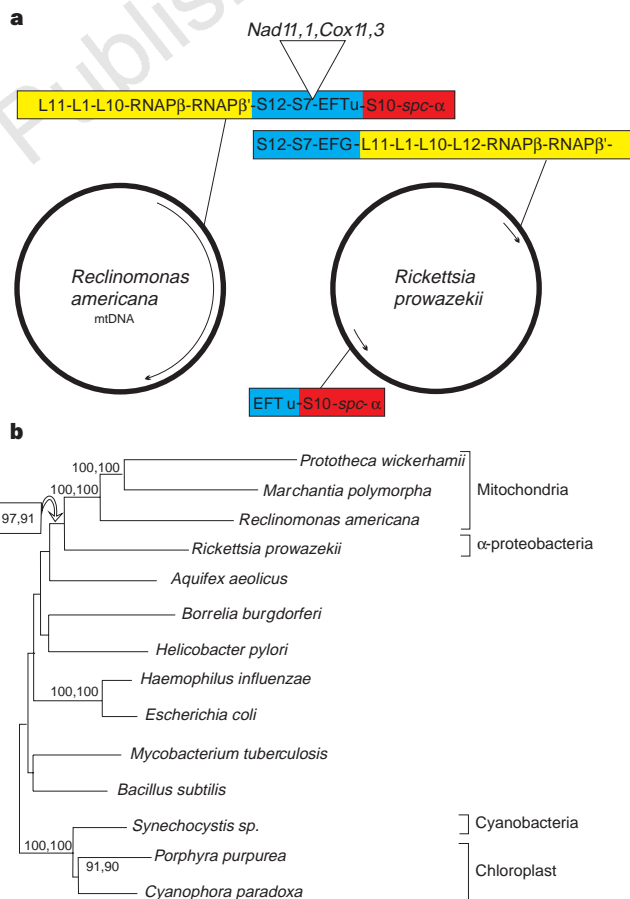 a
Publis
Nad11,1,Cox11,3
L11-L1-L10-RNAPβ-RNAPβ'-S12-S7-EFTu-S10-spc-α
S12-S7-EFG-L11-L1-L10-L12-RNAPβ-RNAPβ'-
Reclinomonas
americana
mtDNA
Rickettsia
prowazekii
EFT u-S10-spc-α
b
100,100
Prototheca wickerhamii
100,100
Marchantia polymorpha
Mitochondria
97,91
Reclinomonas americana
Rickettsia prowazekii
α-proteobacteria
Aquifex aeolicus
Borrelia burgdorferi
Helicobacter pylori
Haemophilus influenzae
100,100
Escherichia coli
Mycobacterium tuberculosis
Bacillus subtilis
Synechocystis sp.
Cyanobacteria
100,100
Porphyra purpurea
91,90
Chloroplast
Cyanophora paradoxa